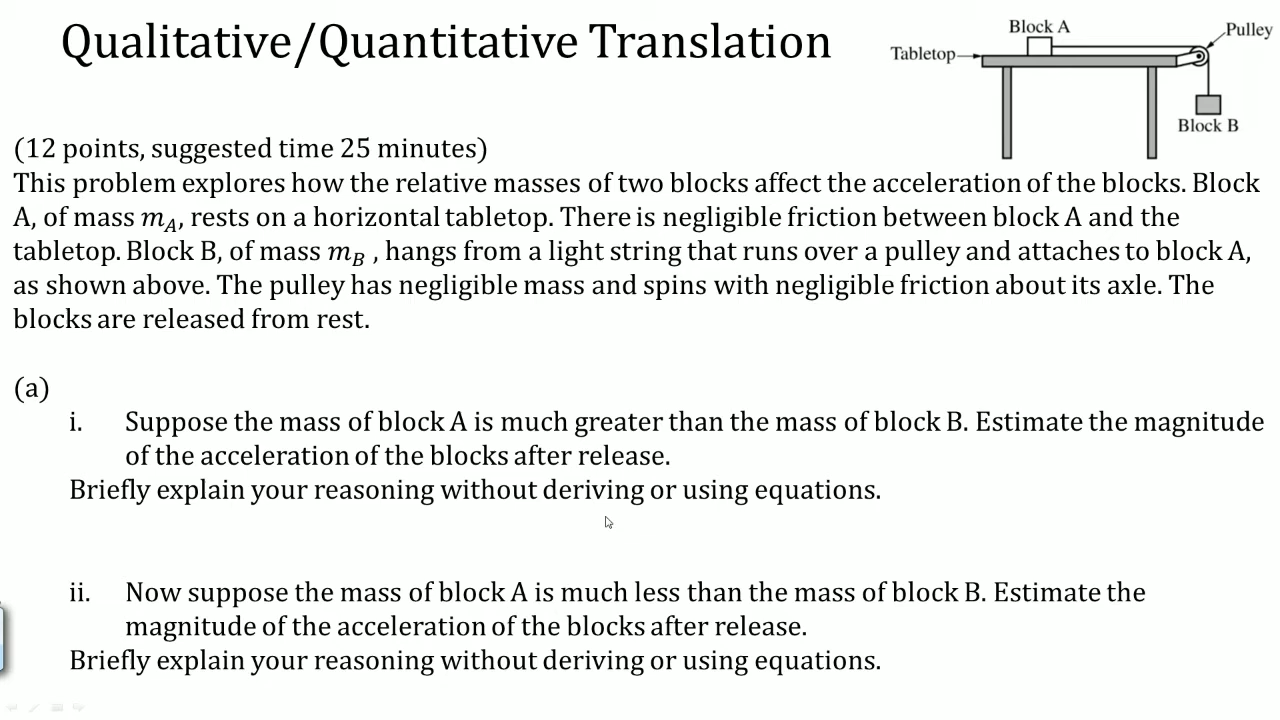 Qualitative/Quantitative Translation
Block A
Pulley
Tabletop
Block B
(12 points, suggested time 25 minutes)
This problem explores how the relative masses of two blocks affect the acceleration of the blocks. Block
A, of mass m_A, rests on a horizontal tabletop. There is negligible friction between block A and the
tabletop. Block B, of mass m_B , hangs from a light string that runs over a pulley and attaches to block A,
as shown above. The pulley has negligible mass and spins with negligible friction about its axle. The
blocks are released from rest.
(a)
i. Suppose the mass of block A is much greater than the mass of block B. Estimate the magnitude
of the acceleration of the blocks after release.
Briefly explain your reasoning without deriving or using equations.
ii. Now suppose the mass of block A is much less than the mass of block B. Estimate the
magnitude of the acceleration of the blocks after release.
Briefly explain your reasoning without deriving or using equations.